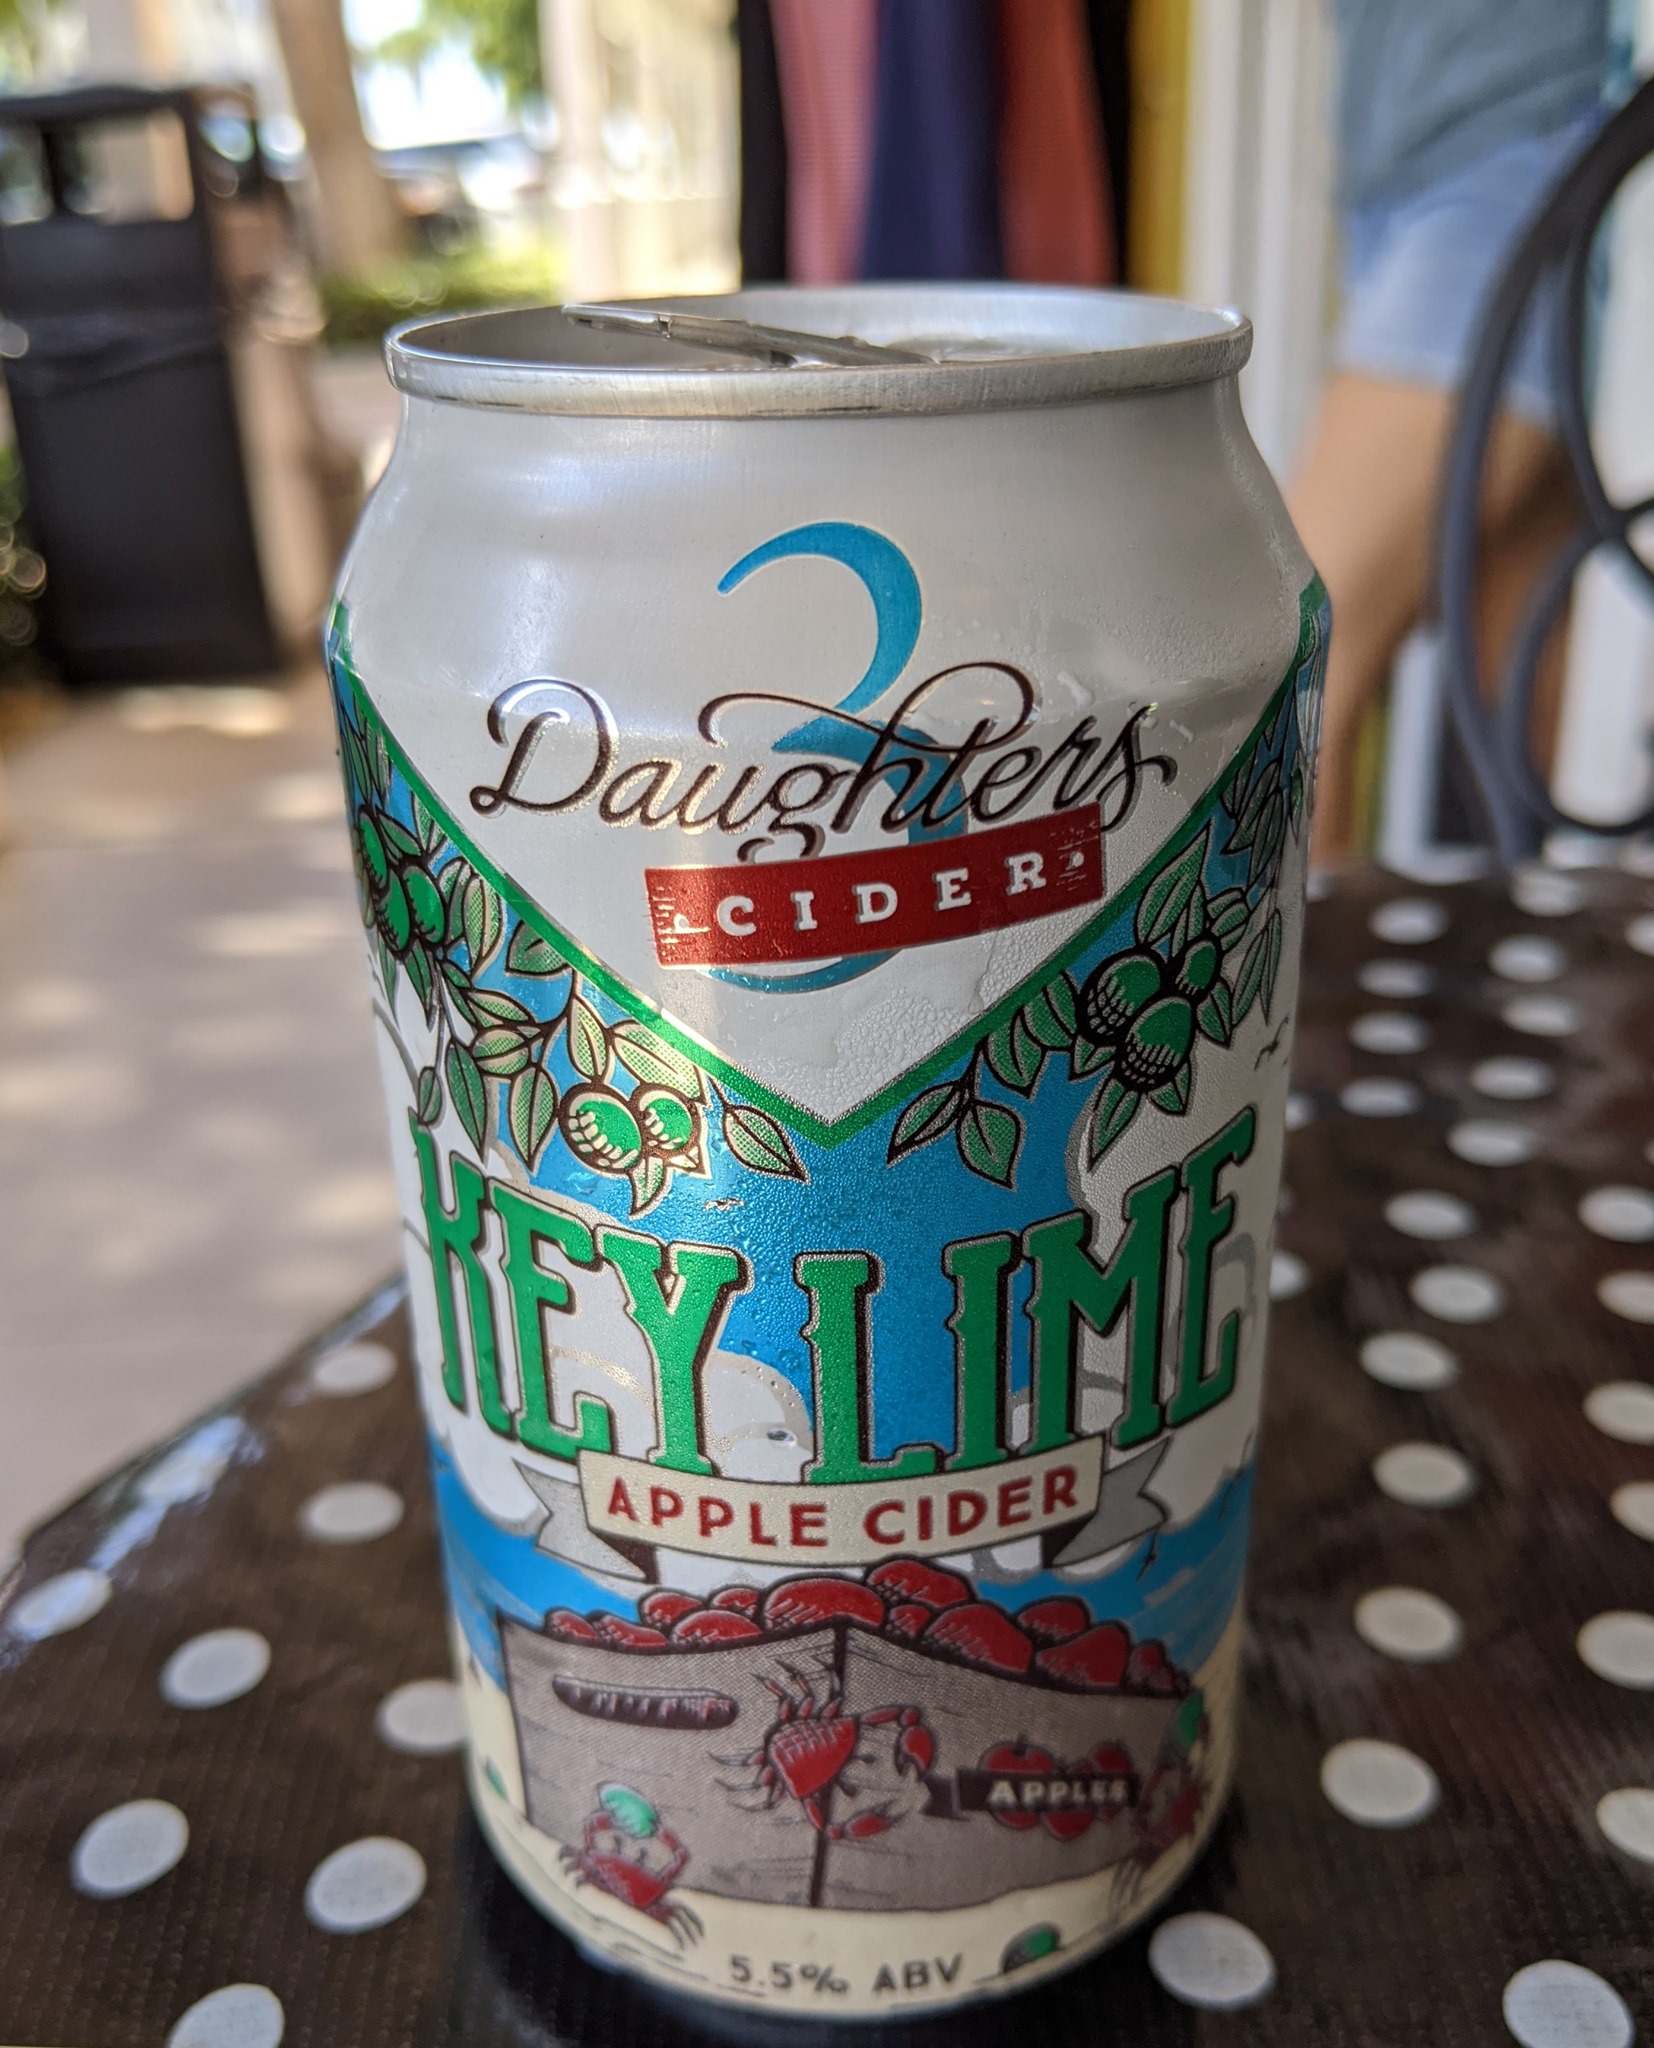 3
Daughters
CIDER
KEY LIME
APPLE CIDER
APPLES
5.5% ABV